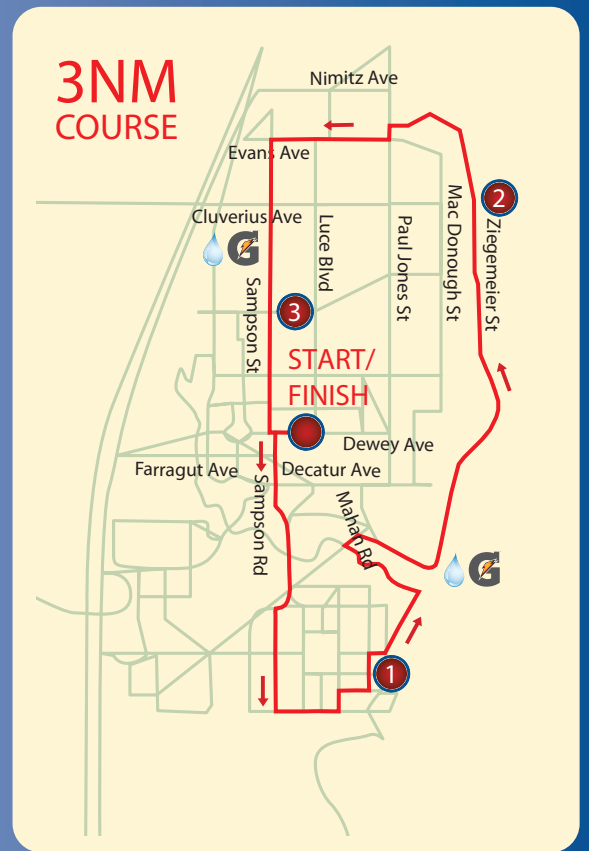 3NM
COURSE
Nimitz Ave
Evans Ave
Cluverius Ave
G
2
Sampson St
Luce Blvd
Paul Jones St
Mac Donough St
Ziegemeier St
3
START/
FINISH
Dewey Ave
Farragut Ave
Decatur Ave
Sampson Rd
Mahan Rd
G
1